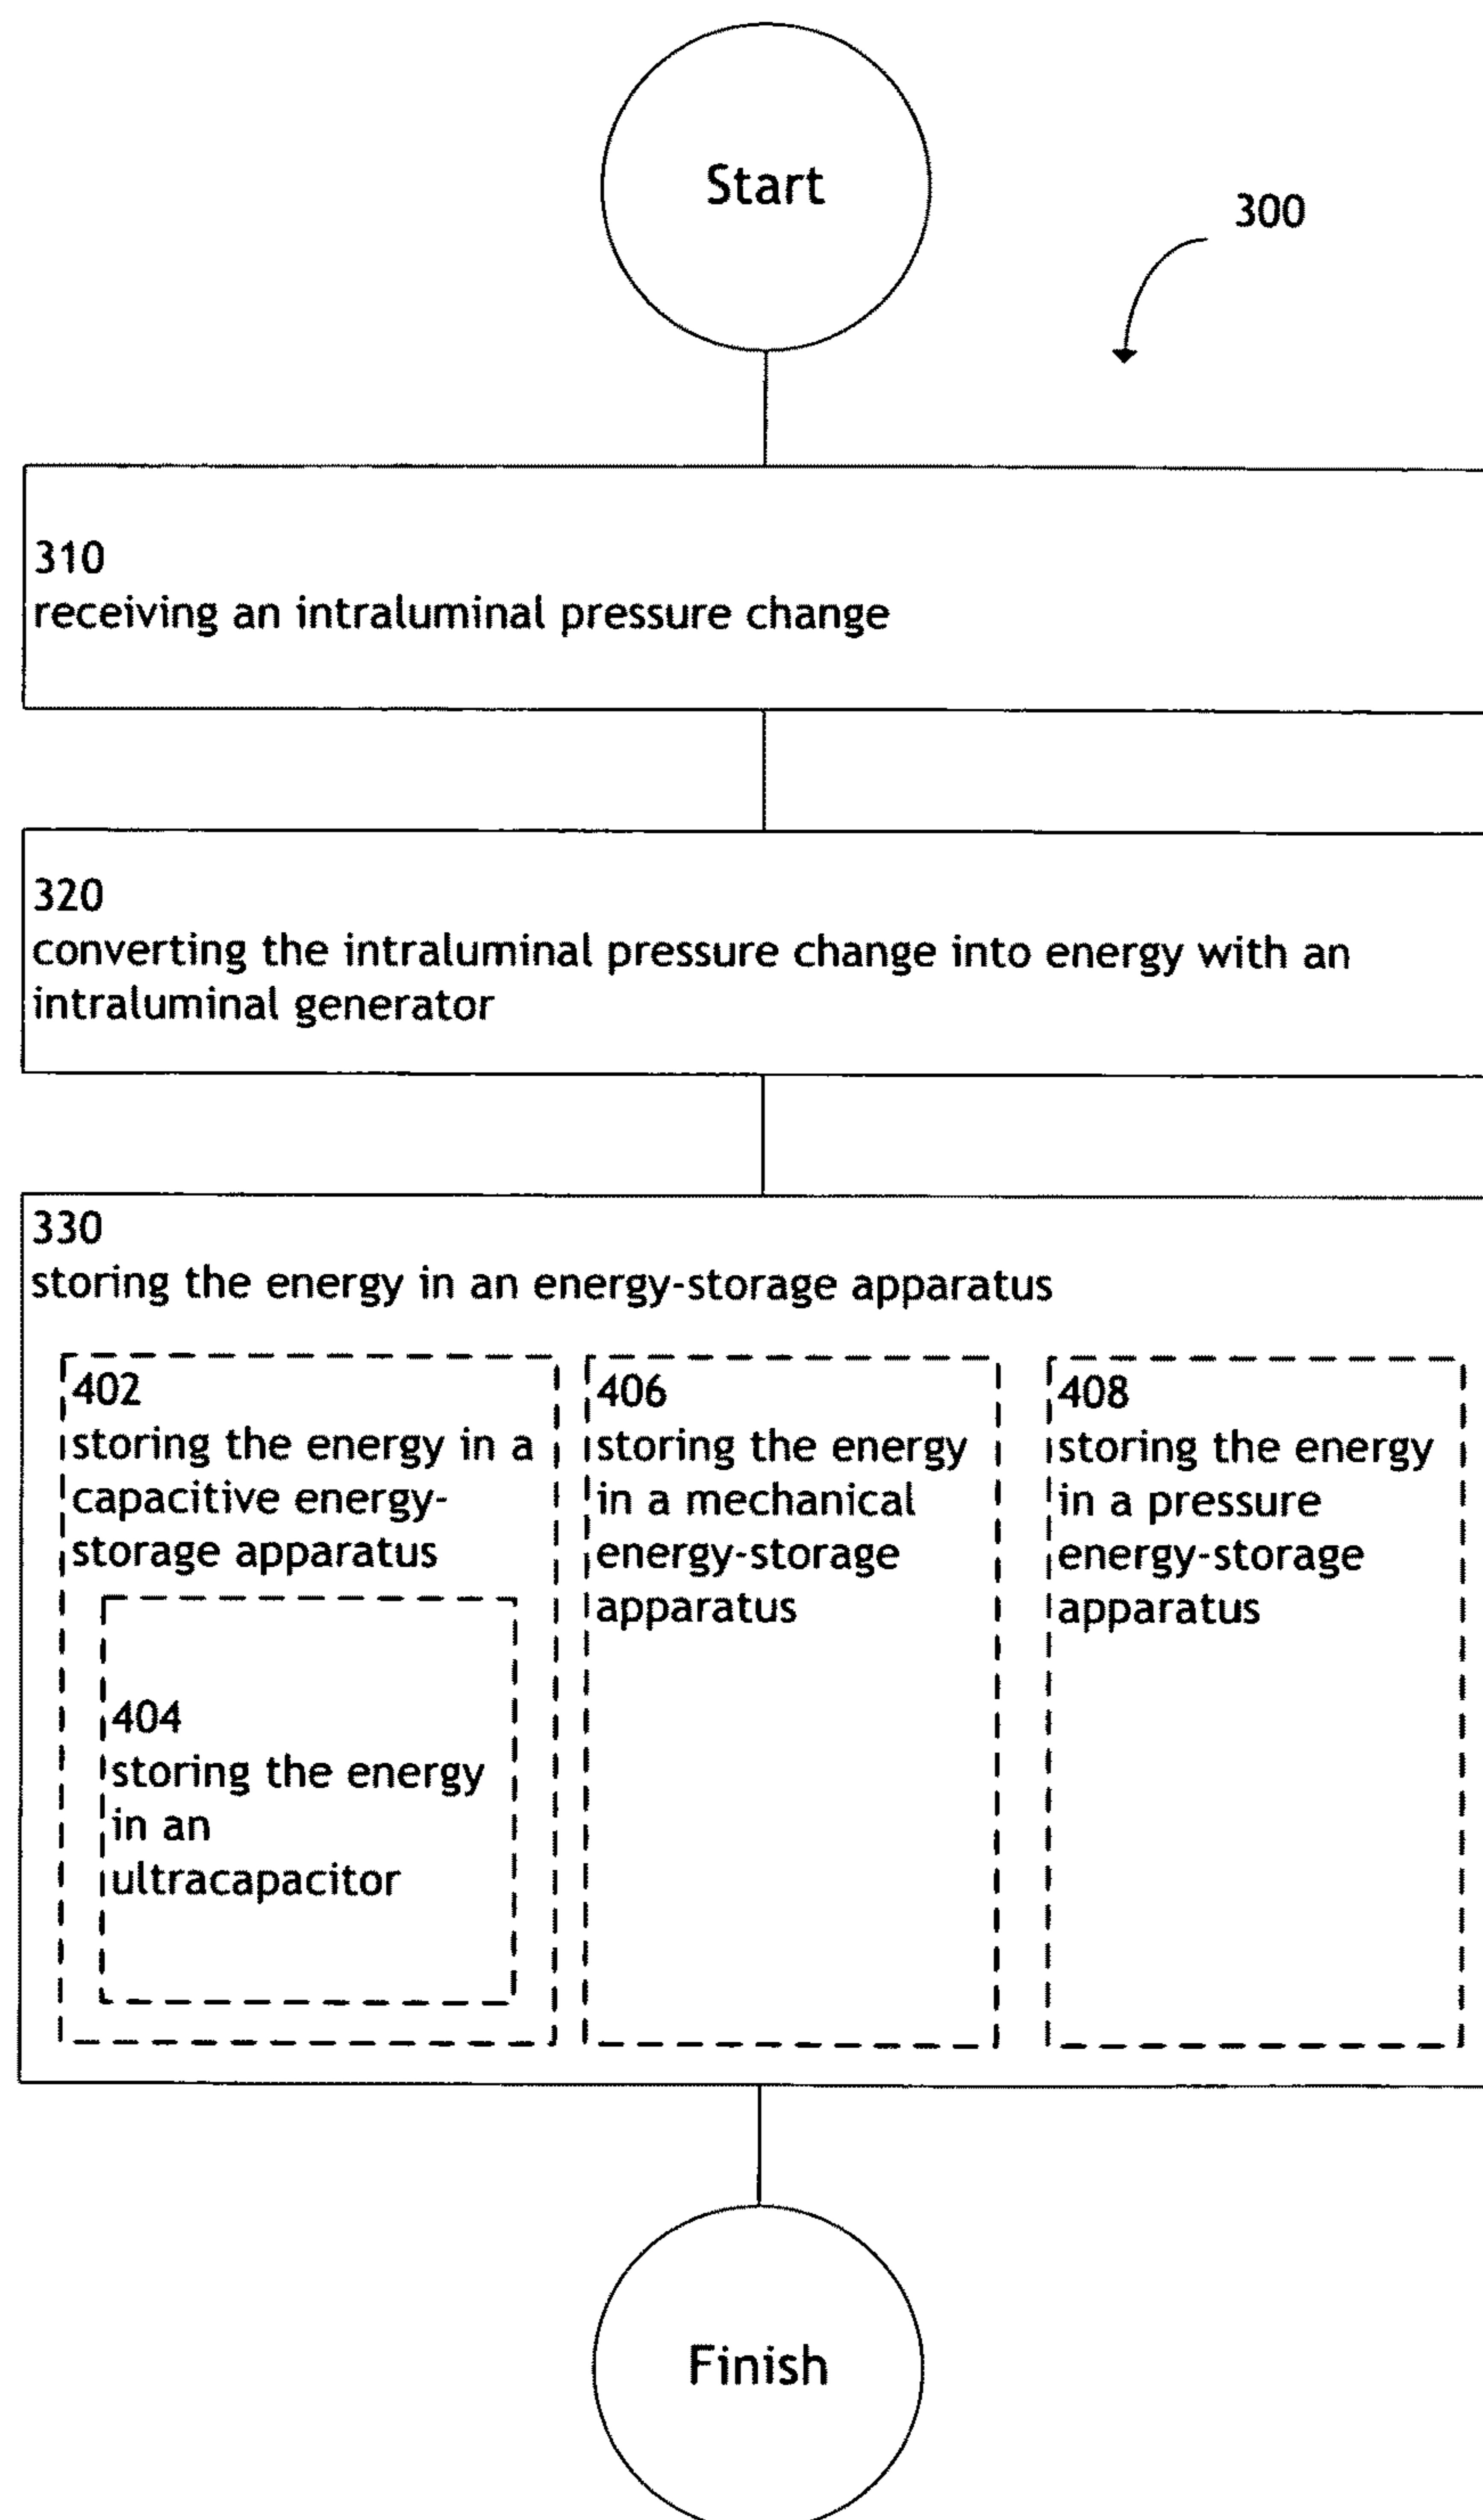 Start
300
310
receiving an intraluminal pressure change
320
converting the intraluminal pressure change into energy with an
intraluminal generator
330
storing the energy in an energy-storage apparatus
402
storing the energy in a
capacitive energy-
storage apparatus
404
storing the energy
in an
ultracapacitor
406
storing the energy
in a mechanical
energy-storage
apparatus
408
storing the energy
in a pressure
energy-storage
apparatus
Finish